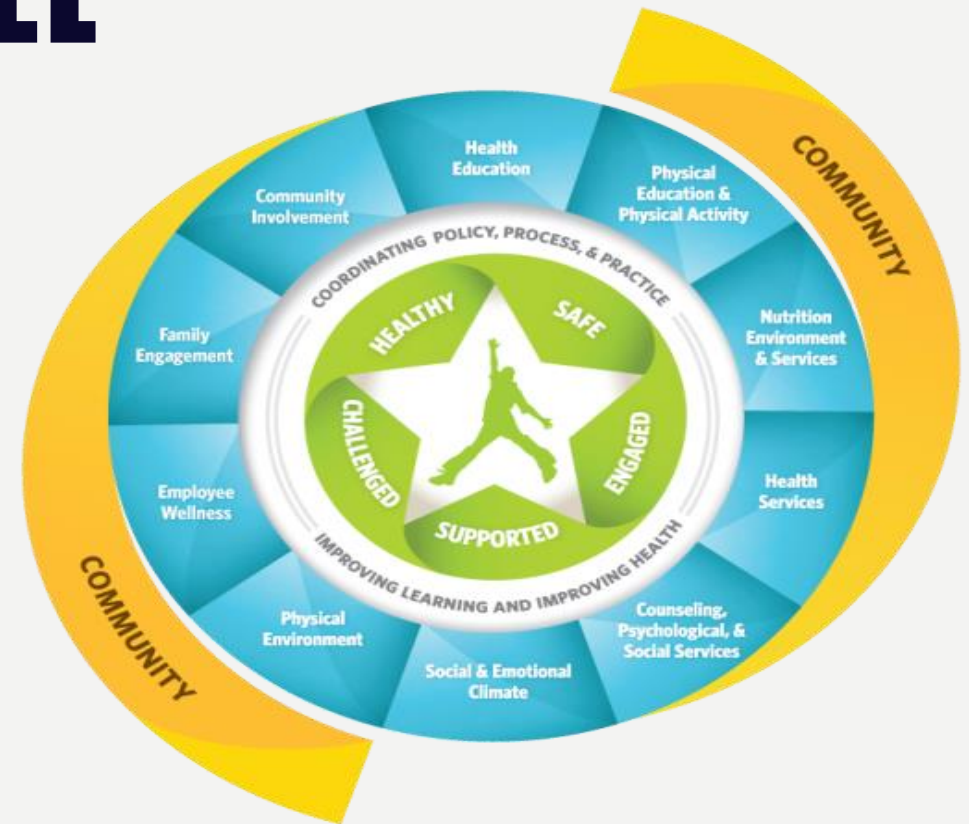 COMMUNITY
Health
Education
Physical
Education &
Physical Activity
Nutrition
Environment
& Services
Health
Services
Counseling,
Psychological, &
Social Services
Social & Emotional
Climate
Physical
Environment
Employee
Wellness
Family
Engagement
Community
Involvement
COORDINATING POLICY, PROCESS, & PRACTICE
IMPROVING LEARNING AND IMPROVING HEALTH
HEALTHY
SAFE
ENGAGED
SUPPORTED
CHALLENGED
COMMUNITY